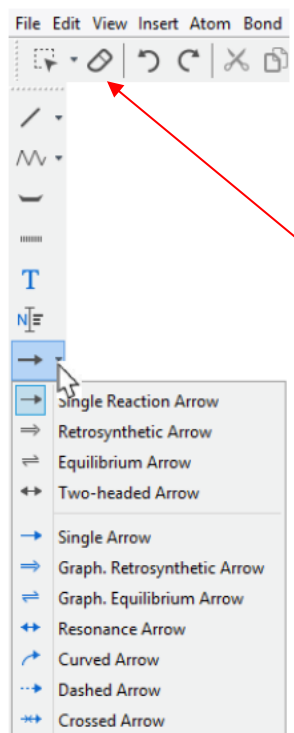 File Edit View Insert Atom Bond
T
N
Single Reaction Arrow
Retrosynthetic Arrow
Equilibrium Arrow
Two-headed Arrow
Single Arrow
Graph. Retrosynthetic Arrow
Graph. Equilibrium Arrow
Resonance Arrow
Curved Arrow
Dashed Arrow
Crossed Arrow